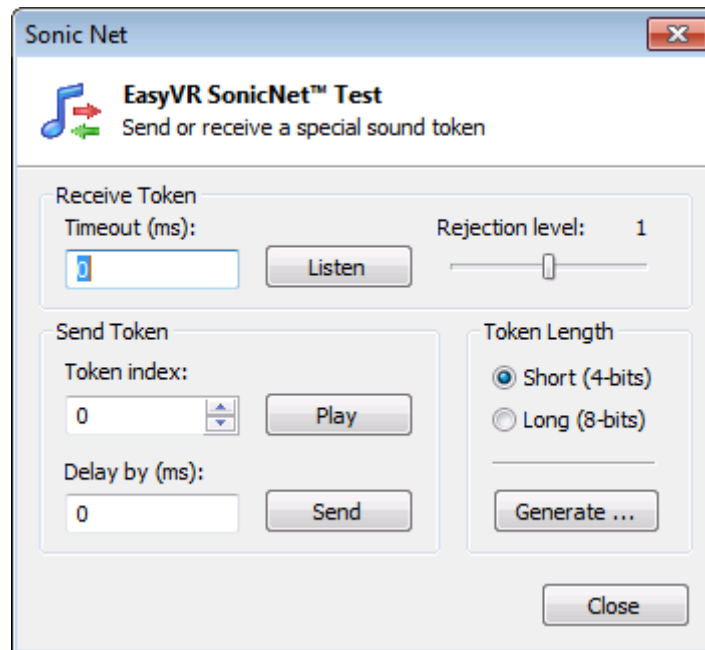 Sonic Net
EasyVR SonicNet™ Test
Send or receive a special sound token
Receive Token
Timeout (ms):
0
Listen
Rejection level: 1
Send Token
Token index:
0
Play
Delay by (ms):
0
Send
Token Length
Short (4-bits)
Long (8-bits)
Generate ...
Close